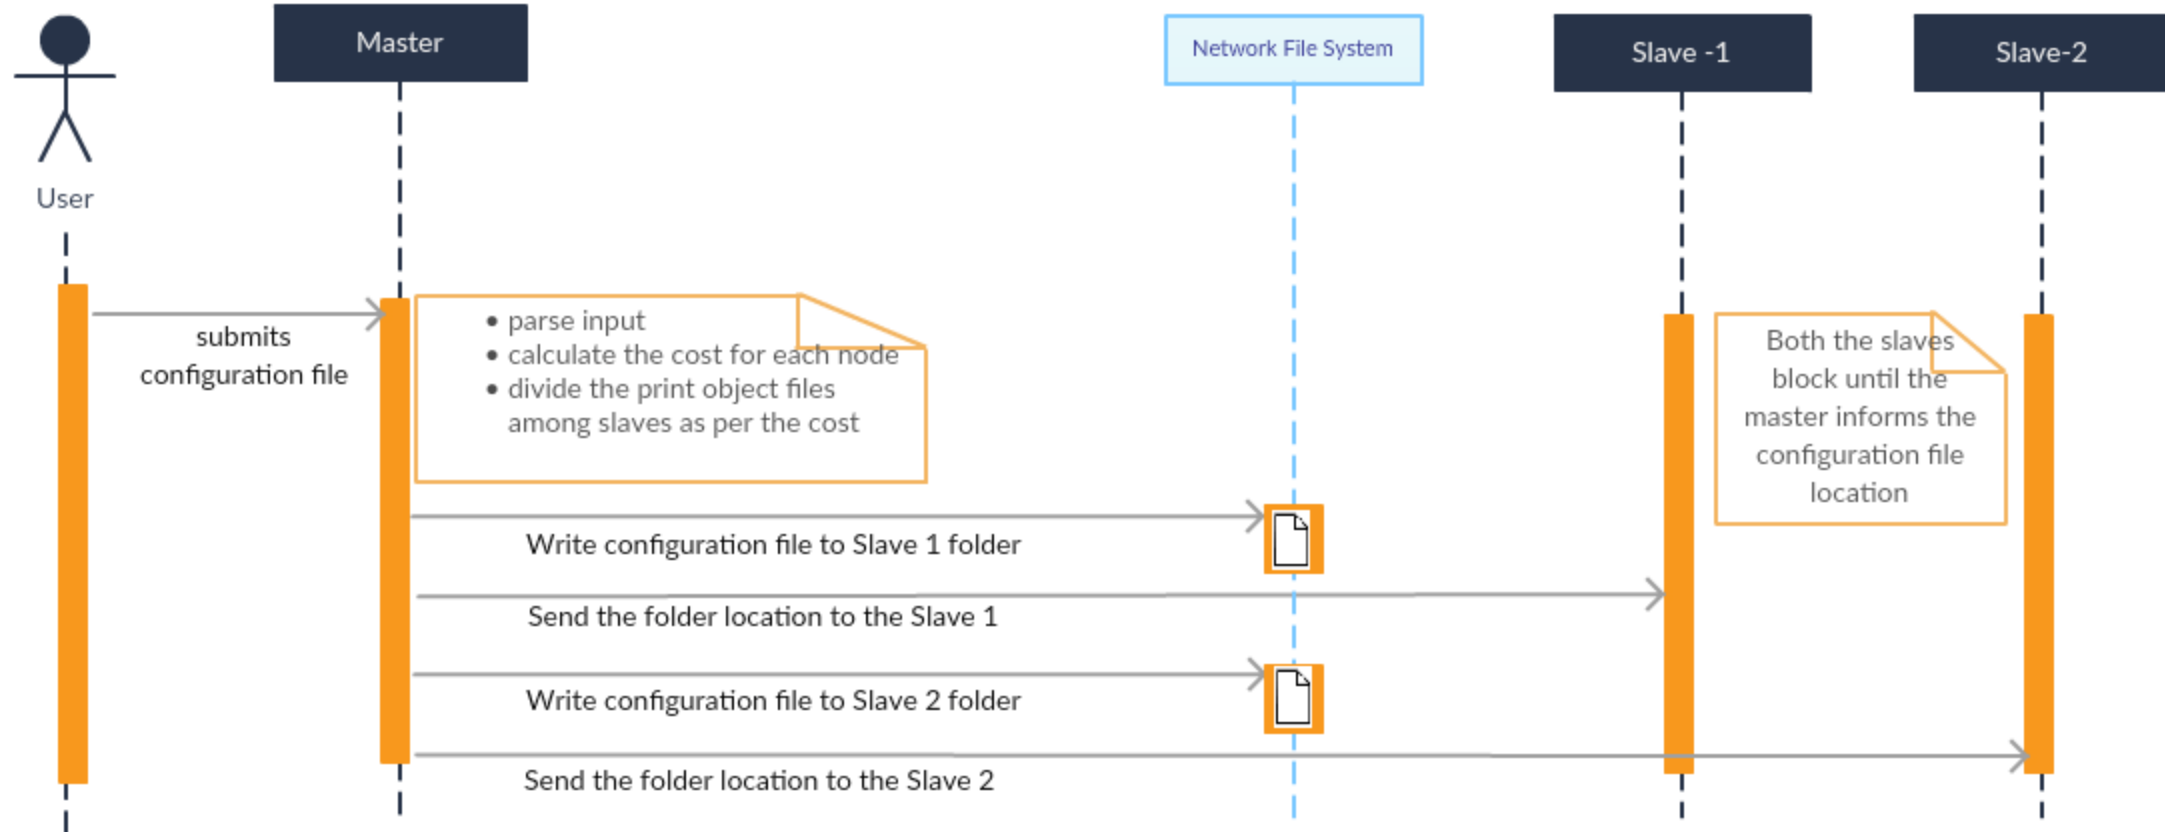 Master
Network File System
Slave -1
Slave-2
User
submits
configuration file
• parse input
• calculate the cost for each node
• divide the print object files
among slaves as per the cost
Both the slaves
block until the
master informs the
configuration file
location
Write configuration file to Slave 1 folder
Send the folder location to the Slave 1
Write configuration file to Slave 2 folder
Send the folder location to the Slave 2